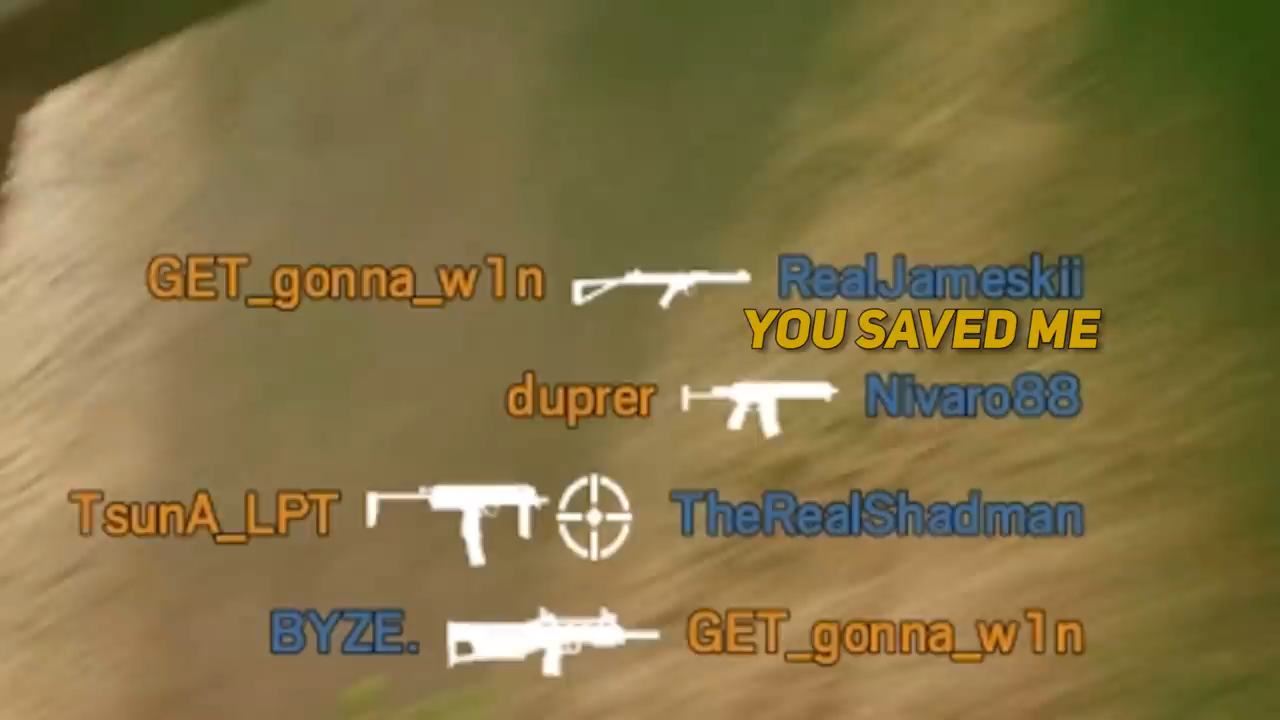 GET_gonna_w1n RealJameskii
YOU SAVED ME
duprer Nivaro88
TsunA_LPT TheRealShadman
BYZE. GET_gonna_w1n